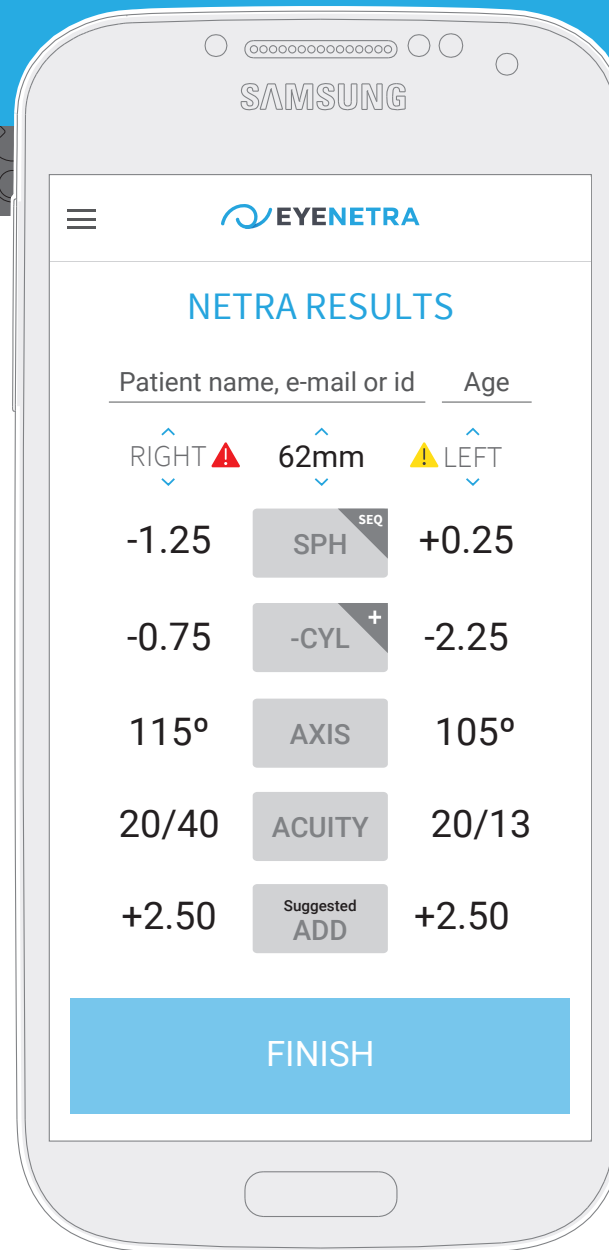 SAMSUNG
EYENETRA
NETRA RESULTS
Patient name, e-mail or id Age
RIGHT 62mm LEFT
-1.25 SPH SEQ +0.25
-0.75 -CYL + -2.25
115º AXIS 105º
20/40 ACUITY 20/13
+2.50 Suggested ADD +2.50
FINISH